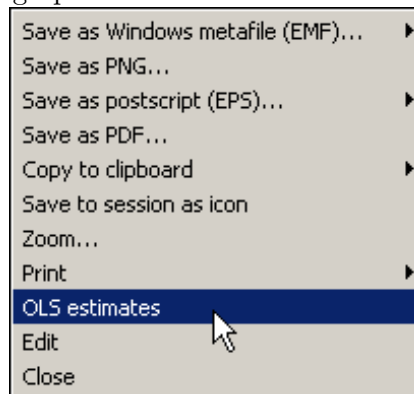 Save as Windows metafile (EMF)...
Save as PNG...
Save as postscript (EPS)...
Save as PDF...
Copy to clipboard
Save to session as icon
Zoom...
Print
OLS estimates
Edit
Close